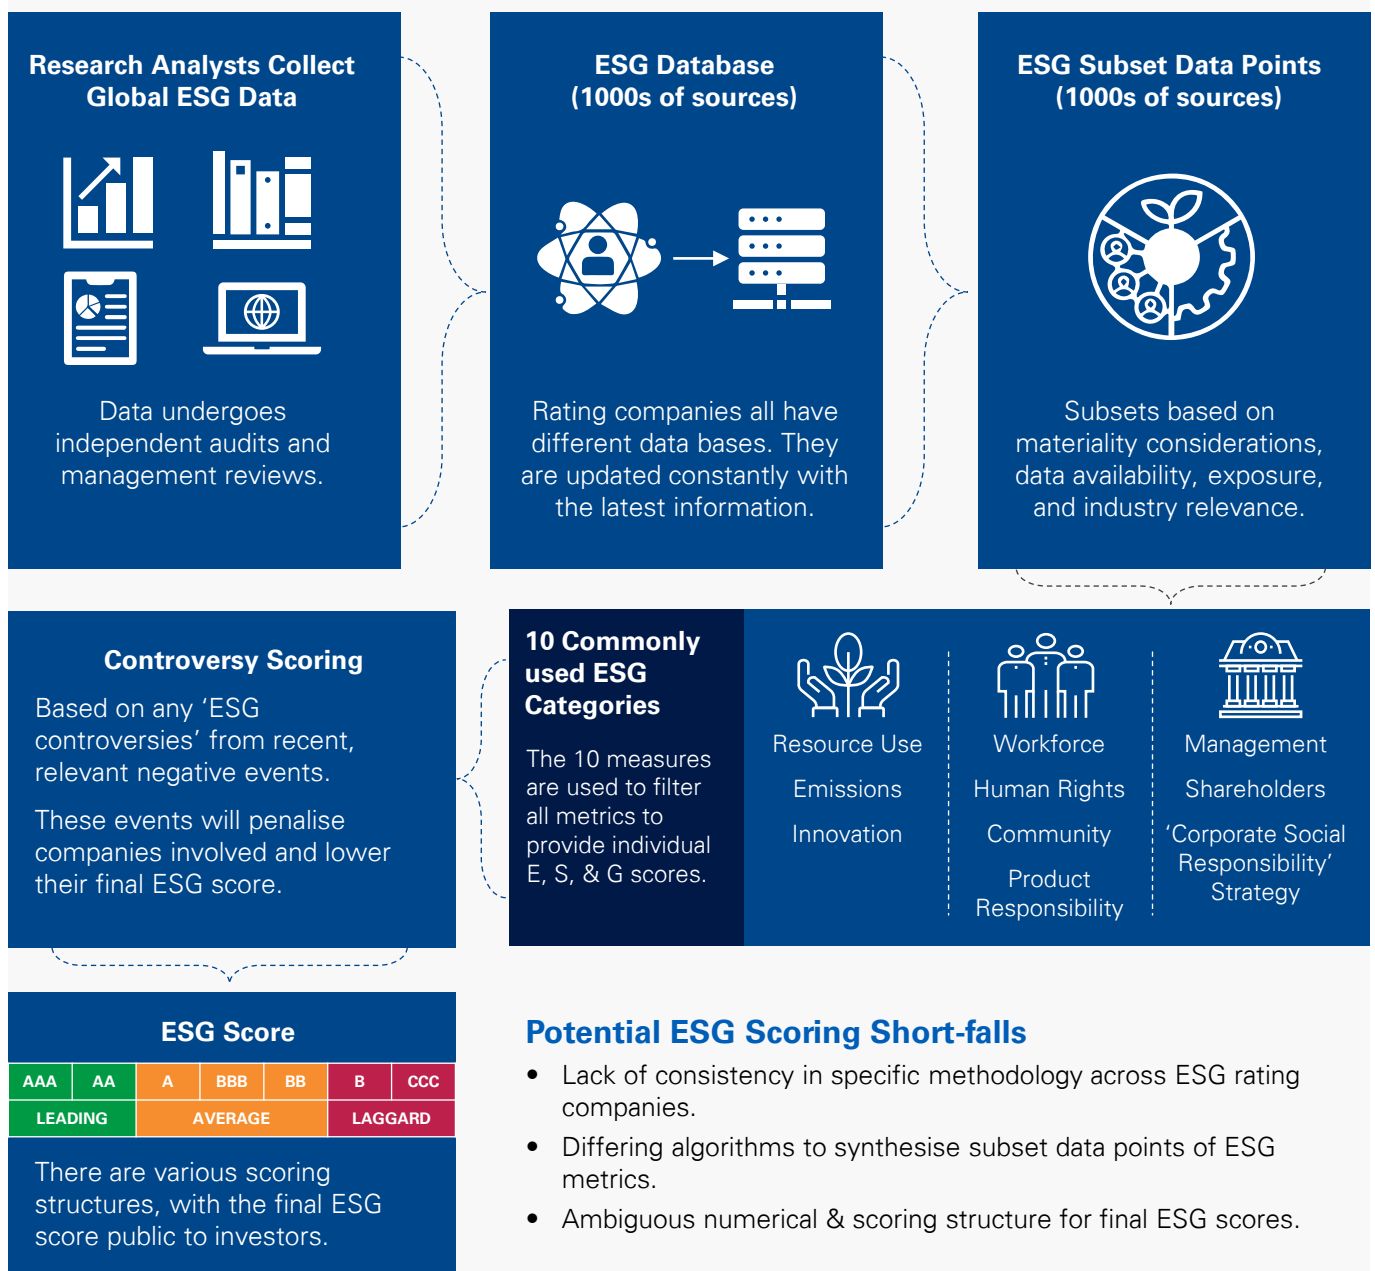 Research Analysts Collect
Global ESG Data
Data undergoes
independent audits and
management reviews.
ESG Database
(1000s of sources)
Rating companies all have
different data bases. They
are updated constantly with
the latest information.
ESG Subset Data Points
(1000s of sources)
Subsets based on
materiality considerations,
data availability, exposure,
and industry relevance.
10 Commonly
used ESG
Categories
The 10 measures
are used to filter
all metrics to
provide individual
E, S, & G scores.
Resource Use
Emissions
Innovation
Workforce
Human Rights
Community
Product
Responsibility
Management
Shareholders
‘Corporate Social
Responsibility’
Strategy
Controversy Scoring
Based on any ‘ESG
controversies’ from recent,
relevant negative events.
These events will penalise
companies involved and lower
their final ESG score.
ESG Score
AAA AA A BBB BB B CCC
LEADING AVERAGE LAGGARD
There are various scoring
structures, with the final ESG
score public to investors.
Potential ESG Scoring Short-falls
• Lack of consistency in specific methodology across ESG rating
companies.
• Differing algorithms to synthesise subset data points of ESG
metrics.
• Ambiguous numerical & scoring structure for final ESG scores.